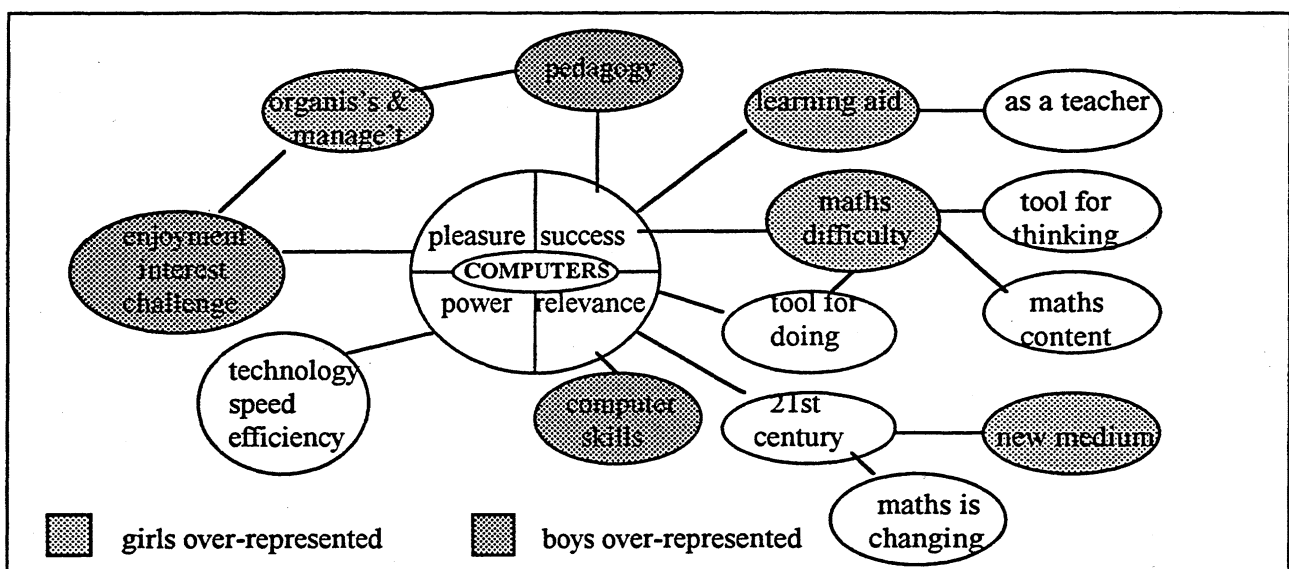 pedagogy
organis's &
manage't
learning aid
as a teacher
enjoyment
interest
challenge
pleasure
success
COMPUTERS
power
relevance
maths
difficulty
tool for
thinking
tool for
doing
maths
content
technology
speed
efficiency
computer
skills
21st
century
new medium
maths is
changing
girls over-represented
boys over-represented